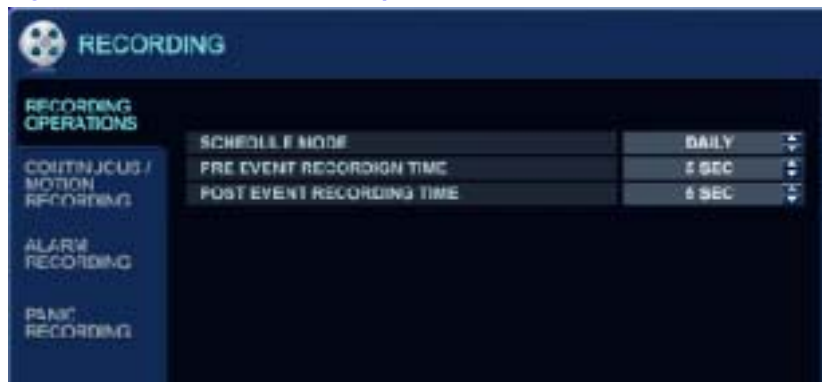 RECORDING
RECORDING
OPERATIONS
SCHEDULE MODE DAILY
PRE EVENT RECORDIGN TIME 5 SEC
POST EVENT RECORDING TIME 5 SEC
CONTINUOUS /
MOTION
RECORDING
ALARM
RECORDING
PANIC
RECORDING